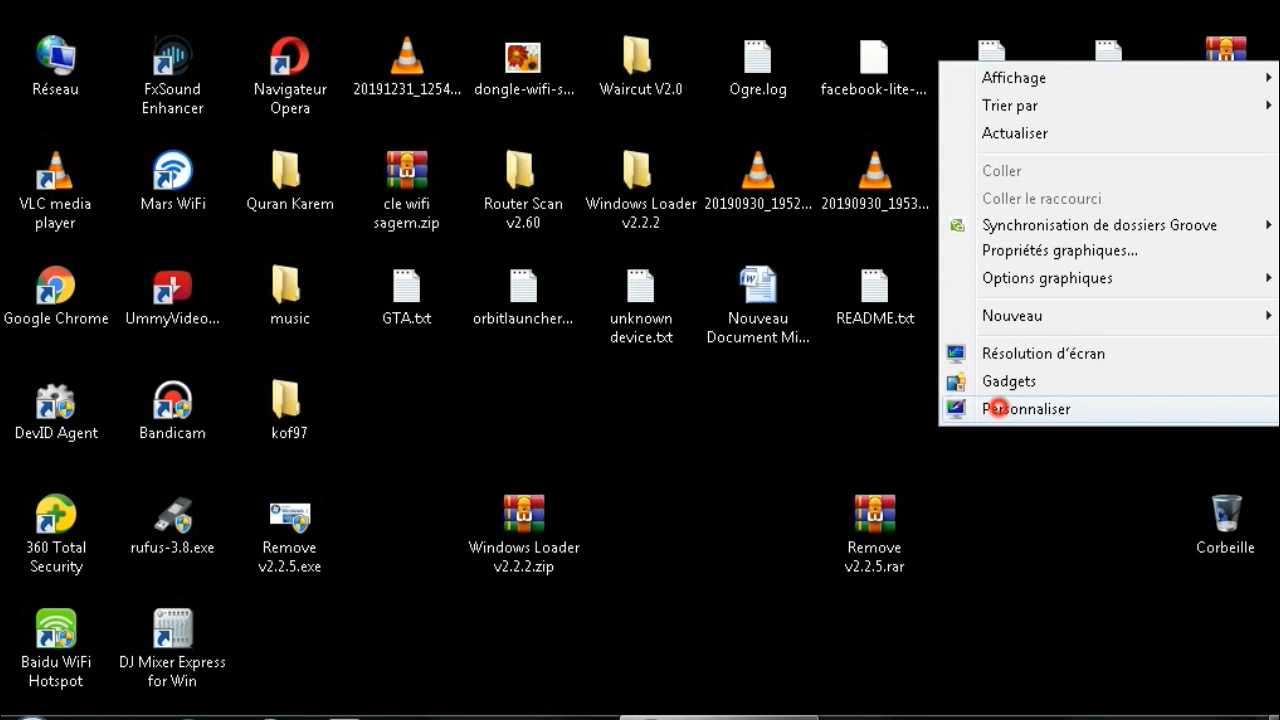 Réseau
FxSound
Enhancer
Navigateur
Opera
20191231_1254...
dongle-wifi-s...
Waircut V2.0
Ogre.log
facebook-lite-...
VLC media
player
Mars WiFi
Quran Karem
cle wifi
sagem.zip
Router Scan
v2.60
Windows Loader
v2.2.2
20190930_1952...
20190930_1953...
Google Chrome
UmmyVideo...
music
GTA.txt
orbitlauncher...
unknown
device.txt
Nouveau
Document Mi...
README.txt
DevID Agent
Bandicam
kof97
360 Total
Security
rufus-3.8.exe
Remove
v2.2.5.exe
Windows Loader
v2.2.2.zip
Remove
v2.2.5.rar
Corbeille
Baidu WiFi
Hotspot
DJ Mixer Express
for Win
Affichage
Trier par
Actualiser
Coller
Coller le raccourci
Synchronisation de dossiers Groove
Propriétés graphiques...
Options graphiques
Nouveau
Résolution d'écran
Gadgets
Personnaliser